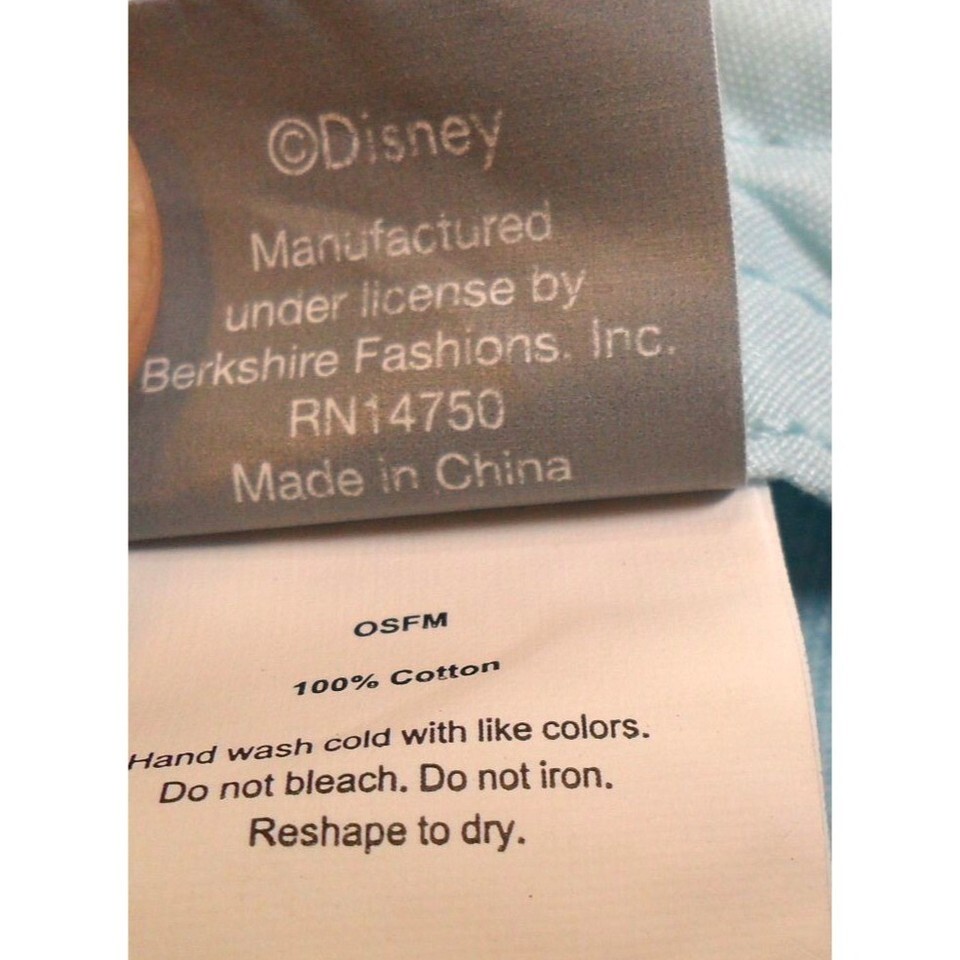 ©Disney
Manufactured
under license by
Berkshire Fashions. Inc.
RN14750
Made in China
OSFM
100% Cotton
Hand wash cold with like colors.
Do not bleach. Do not iron.
Reshape to dry.